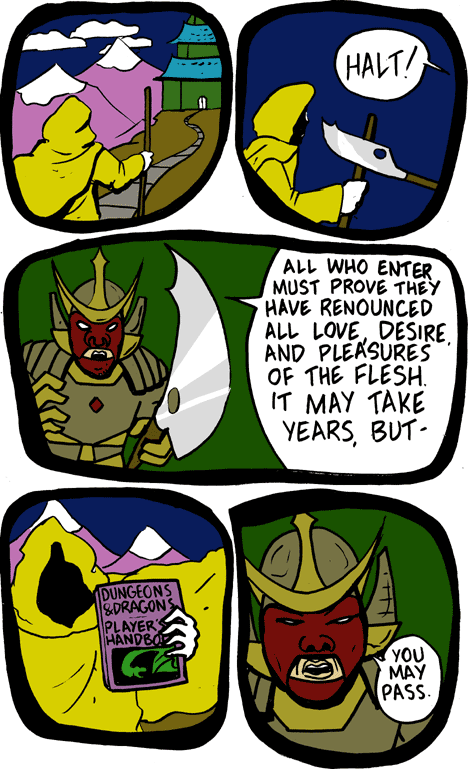 HALT!
ALL WHO ENTER
MUST PROVE THEY
HAVE RENOUNCED
ALL LOVE, DESIRE,
AND PLEASURES
OF THE FLESH.
IT MAY TAKE
YEARS, BUT-
DUNGEONS
&DRAGONS
PLAYER'S
HANDBO
YOU
MAY
PASS.